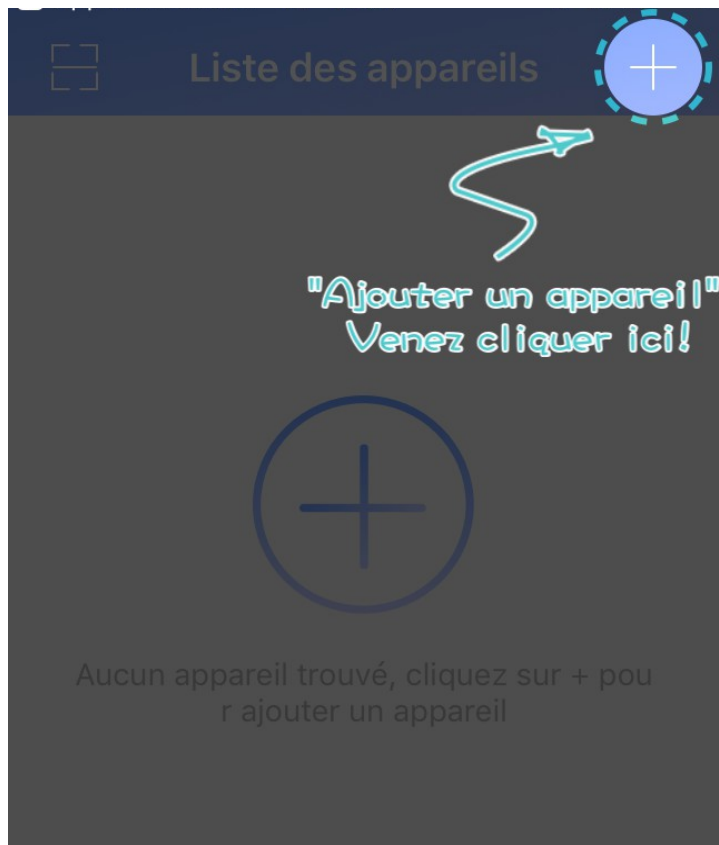 Liste des appareils
"Ajouter un appareil"
Venez cliquer ici!
Aucun appareil trouvé, cliquez sur + pou
r ajouter un appareil